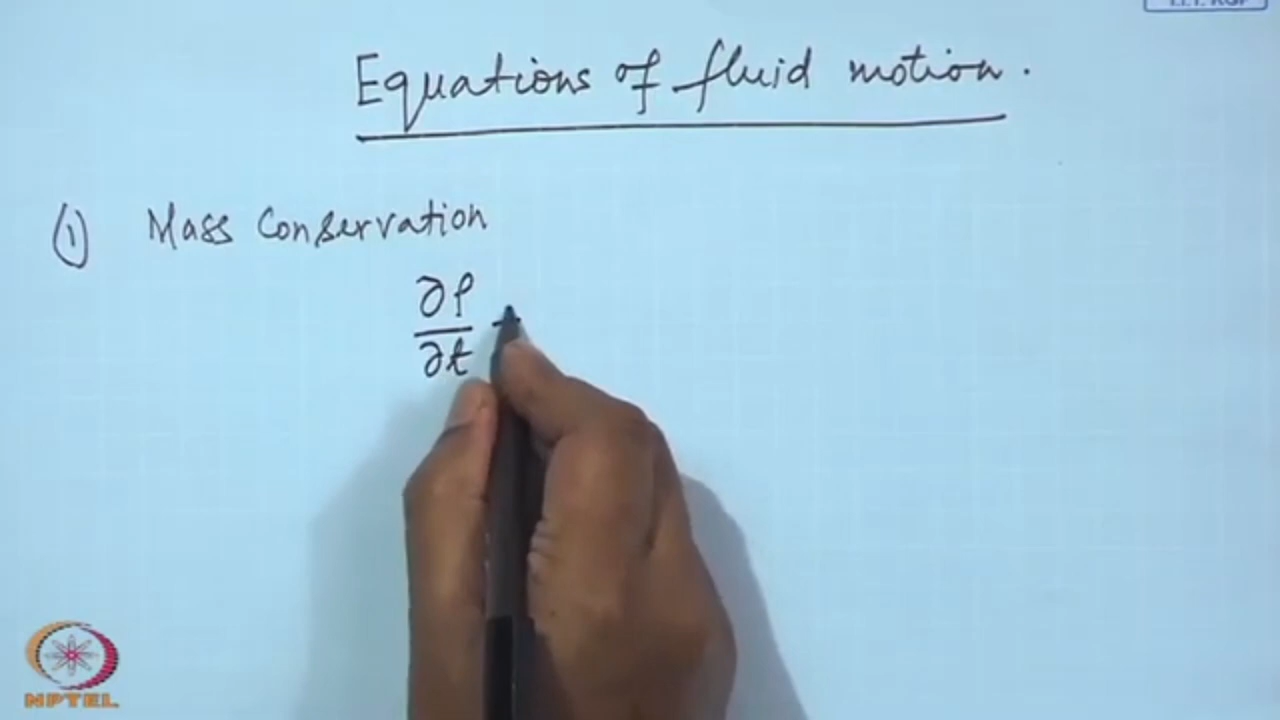 Equations of fluid motion.
(1) Mass Conservation
∂ρ
∂t
NPTEL